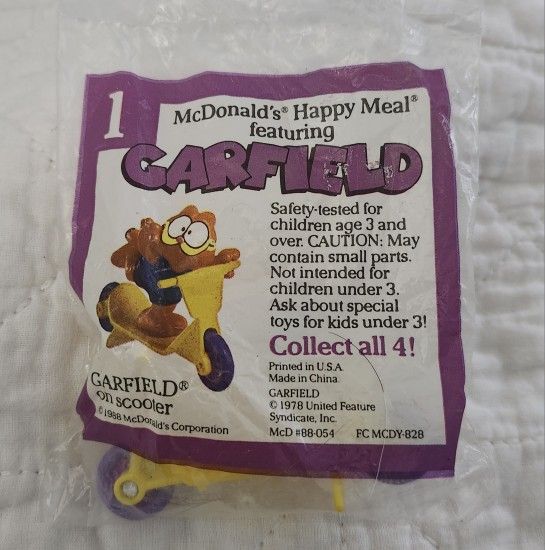 1
McDonald's® Happy Meal®
featuring
GARFIELD
Safety-tested for
children age 3 and
over. CAUTION: May
contain small parts.
Not intended for
children under 3.
Ask about special
toys for kids under 3!
Collect all 4!
Printed in U.S.A
Made in China
GARFIELD
© 1978 United Feature
Syndicate, Inc.
McD #88-054 FC MCDY-828
GARFIELD®
on scooter
© 1988 McDonald's Corporation